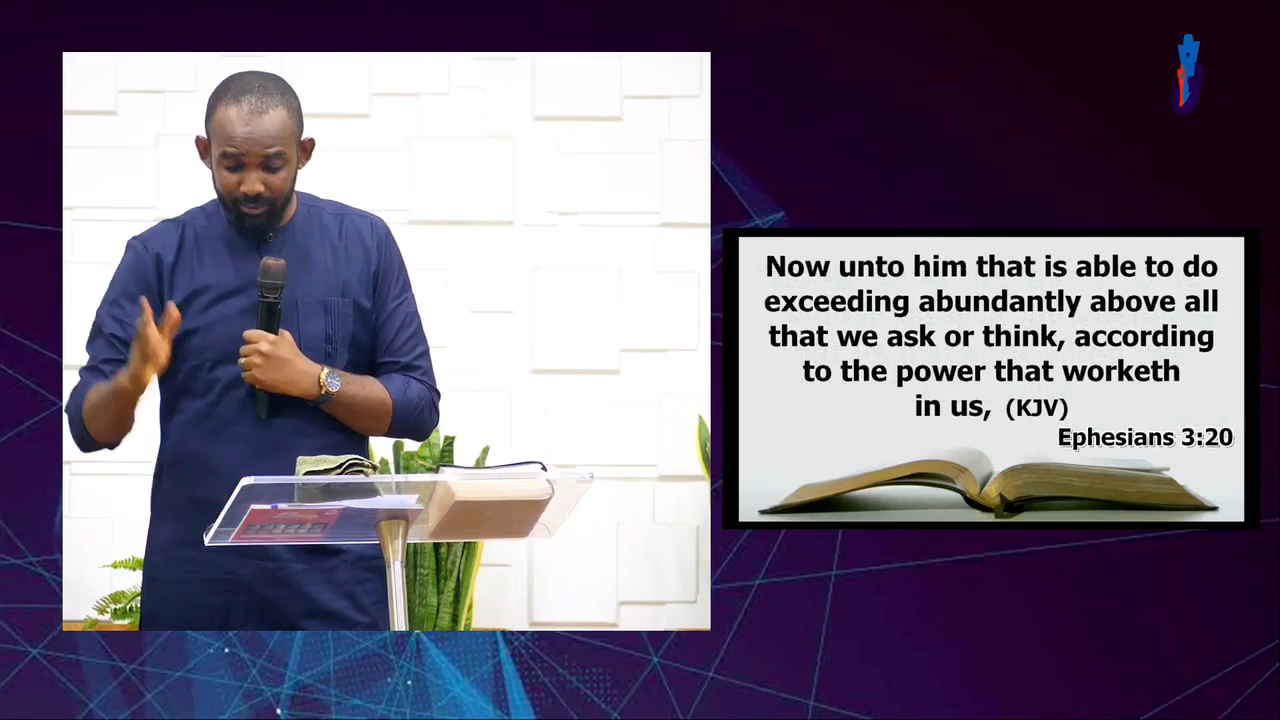 Now unto him that is able to do
exceeding abundantly above all
that we ask or think, according
to the power that worketh
in us, (KJV)
Ephesians 3:20